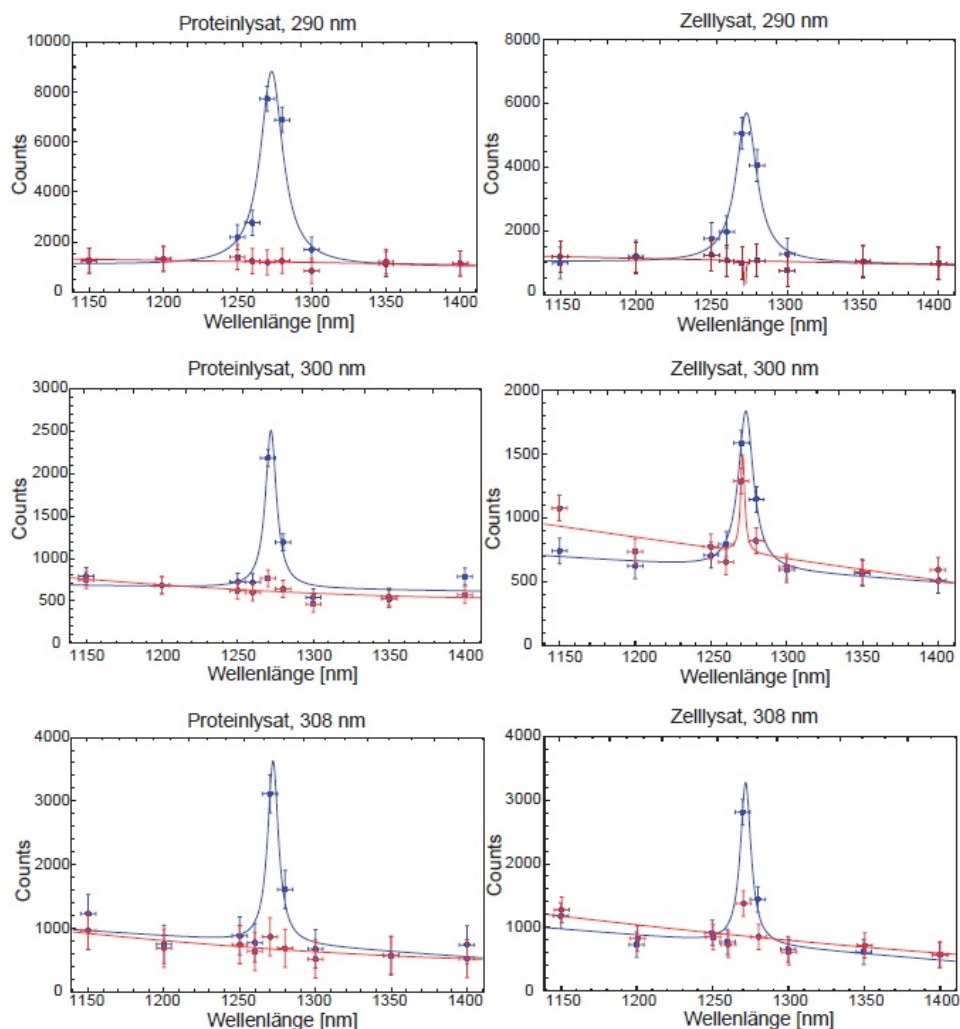 Proteinlysat, 290 nm
10000
8000
6000
4000
2000
0
Counts
1150 1200 1250 1300 1350 1400
Wellenlänge [nm]
Zelllysat, 290 nm
8000
6000
4000
2000
0
Counts
1150 1200 1250 1300 1350 1400
Wellenlänge [nm]
Proteinlysat, 300 nm
3000
2500
2000
1500
1000
500
0
Counts
1150 1200 1250 1300 1350 1400
Wellenlänge [nm]
Zelllysat, 300 nm
2000
1500
1000
500
0
Counts
1150 1200 1250 1300 1350 1400
Wellenlänge [nm]
Proteinlysat, 308 nm
4000
3000
2000
1000
0
Counts
1150 1200 1250 1300 1350 1400
Wellenlänge [nm]
Zelllysat, 308 nm
4000
3000
2000
1000
0
Counts
1150 1200 1250 1300 1350 1400
Wellenlänge [nm]